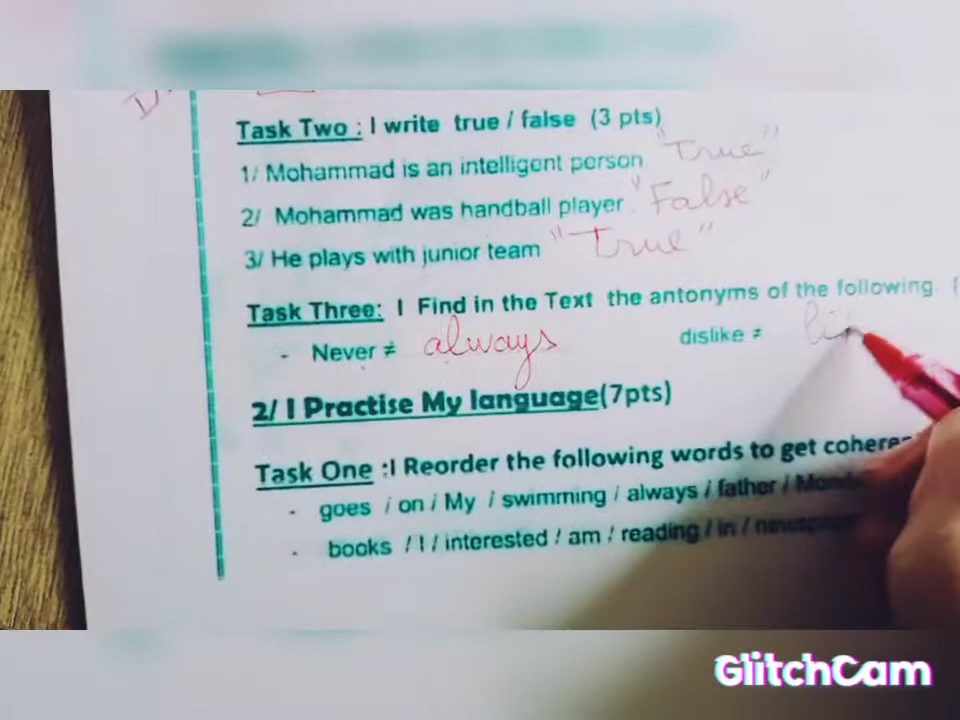 Task Two : I write true / false (3 pts)
1/ Mohammad is an intelligent person "True"
2/ Mohammad was handball player "False"
3/ He plays with junior team "True"
Task Three: I Find in the Text the antonyms of the following. (
- Never ≠ always dislike ≠
2/ I Practise My language(7pts)
Task One :I Reorder the following words to get
- goes / on / My / swimming / always / father /
- books / I / interested / am / reading / in /
GlitchCam